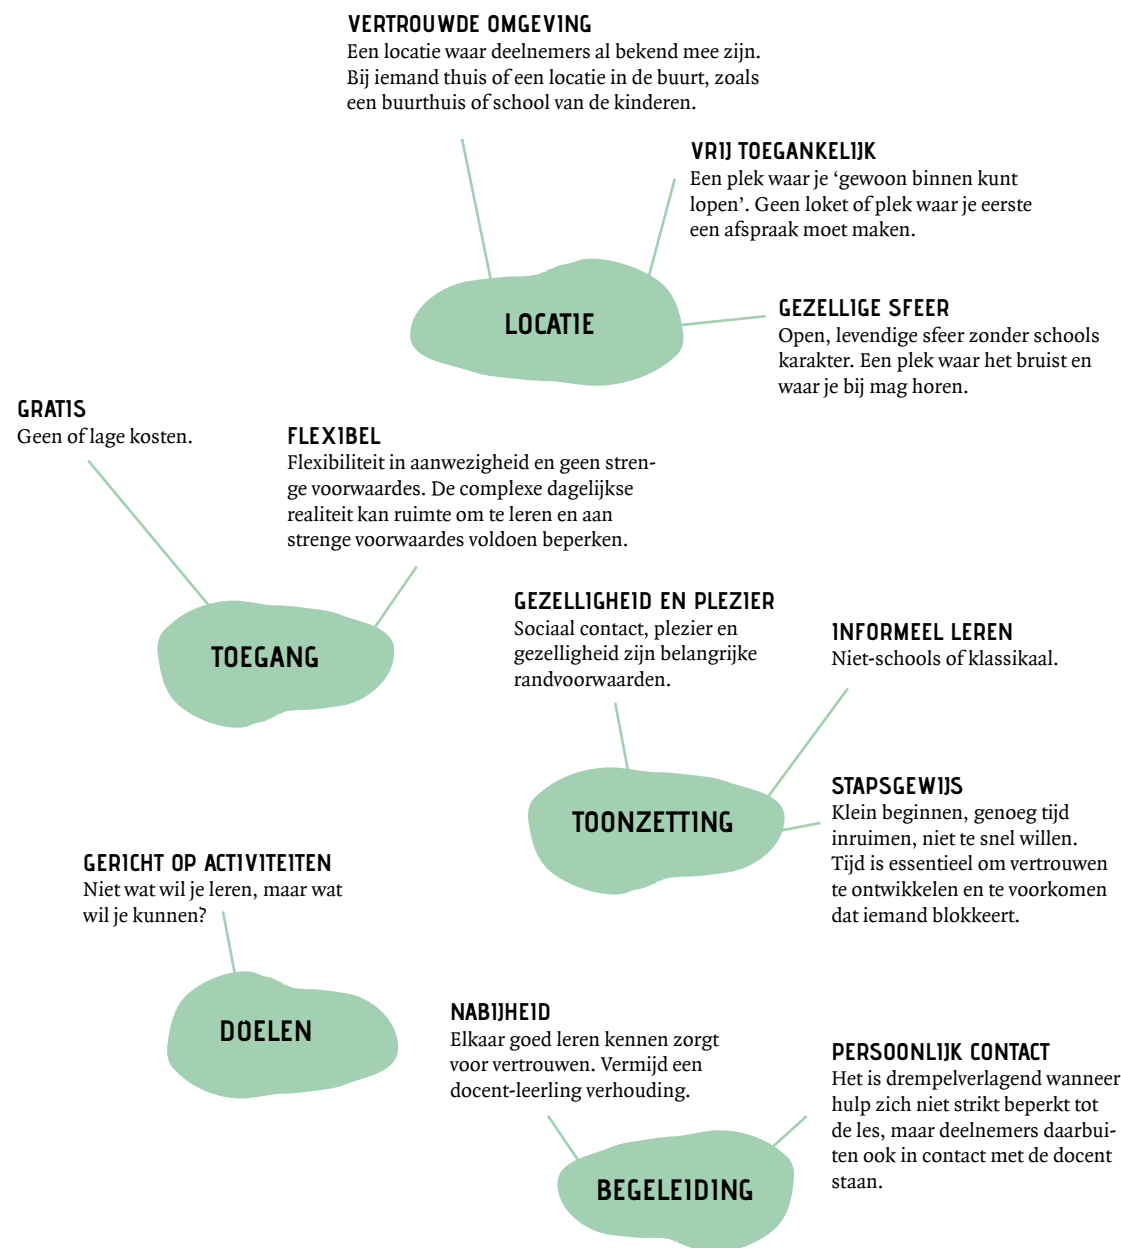 VERTROUWDE OMGEVING
Een locatie waar deelnemers al bekend mee zijn.
Bij iemand thuis of een locatie in de buurt, zoals
een buurthuis of school van de kinderen.
VRIJ TOEGANKELIJK
Een plek waar je ‘gewoon binnen kunt
lopen’. Geen loket of plek waar je eerste
een afspraak moet maken.
LOCATIE
GEZELLIGE SFEER
Open, levendige sfeer zonder schools
karakter. Een plek waar het bruist en
waar je bij mag horen.
GRATIS
Geen of lage kosten.
FLEXIBEL
Flexibiliteit in aanwezigheid en geen stren-
ge voorwaardes. De complexe dagelijkse
realiteit kan ruimte om te leren en aan
strenge voorwaardes voldoen beperken.
TOEGANG
GEZELLIGHEID EN PLEZIER
Sociaal contact, plezier en
gezelligheid zijn belangrijke
randvoorwaarden.
INFORMEEL LEREN
Niet-schools of klassikaal.
TOONZETTING
STAPSGEWIJS
Klein beginnen, genoeg tijd
inruimen, niet te snel willen.
Tijd is essentieel om vertrouwen
te ontwikkelen en te voorkomen
dat iemand blokkeert.
GERICHT OP ACTIVITEITEN
Niet wat wil je leren, maar wat
wil je kunnen?
DOELEN
NABIJHEID
Elkaar goed leren kennen zorgt
voor vertrouwen. Vermijd een
docent-leerling verhouding.
PERSOONLIJK CONTACT
Het is drempelverlagend wanneer
hulp zich niet strikt beperkt tot
de les, maar deelnemers daarbui-
ten ook in contact met de docent
staan.
BEGELEIDING